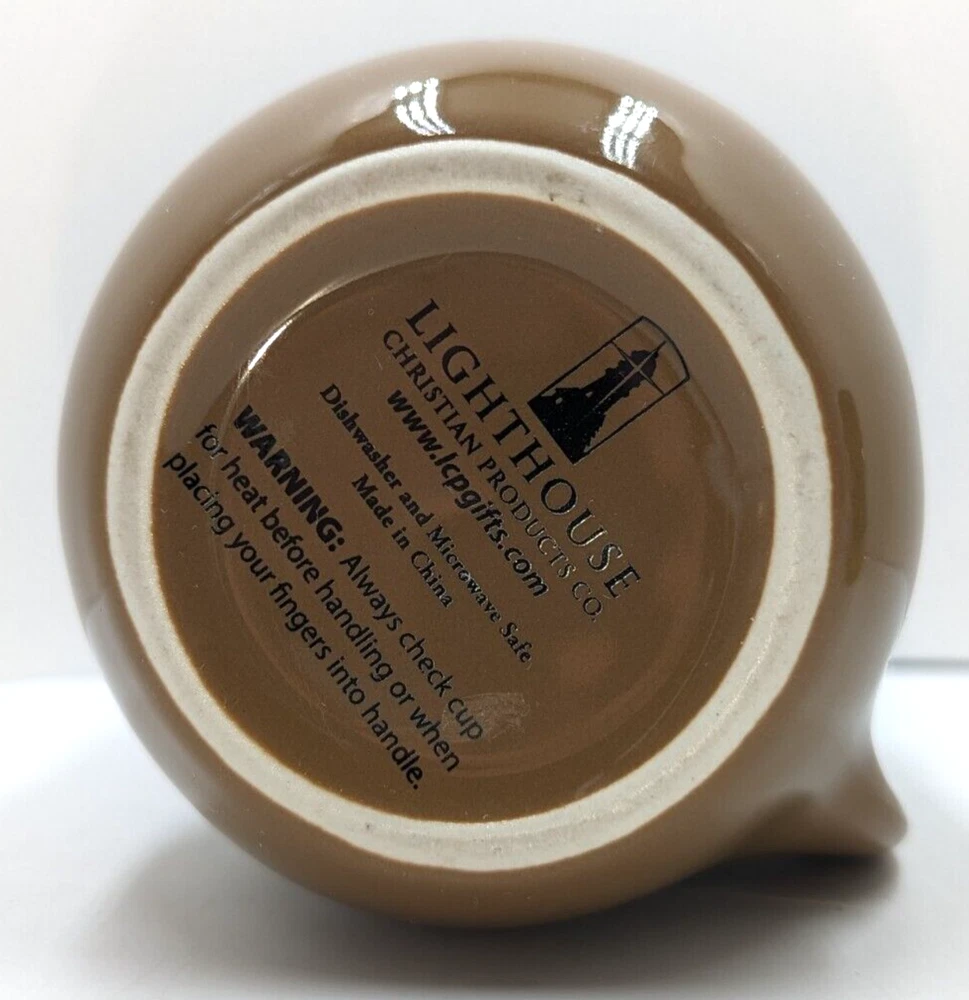 LIGHTHOUSE
CHRISTIAN PRODUCTS CO.
www.lcpgifts.com
Dishwasher and Microwave Safe
Made in China
WARNING: Always check cup
for heat before handling or when
placing your fingers into handle.